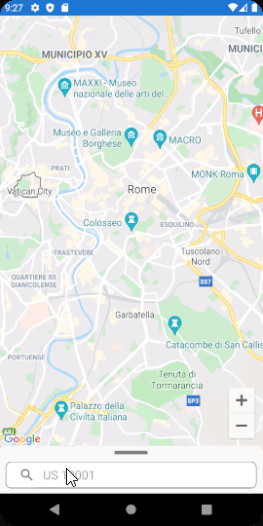 9:27
Tufello
MUNICIPIO XV
MUNICI
MAXXI - Museo
nazionale delle arti del...
Museo e Galleria
Borghese
MACRO
H
PRATI
MONK Roma
Vatican City
Rome
Colosseo
ESQUILINO
TRASTEVERE
Tuscolano
Nord
QUARTIERE XII
GIANICOLENSE
SS7
Garbatella
Catacombe di San Callis
PORTUENSE
Tenuta di
Tormarancia
SP3
Palazzo della
Civiltà Italiana
+
−
Google